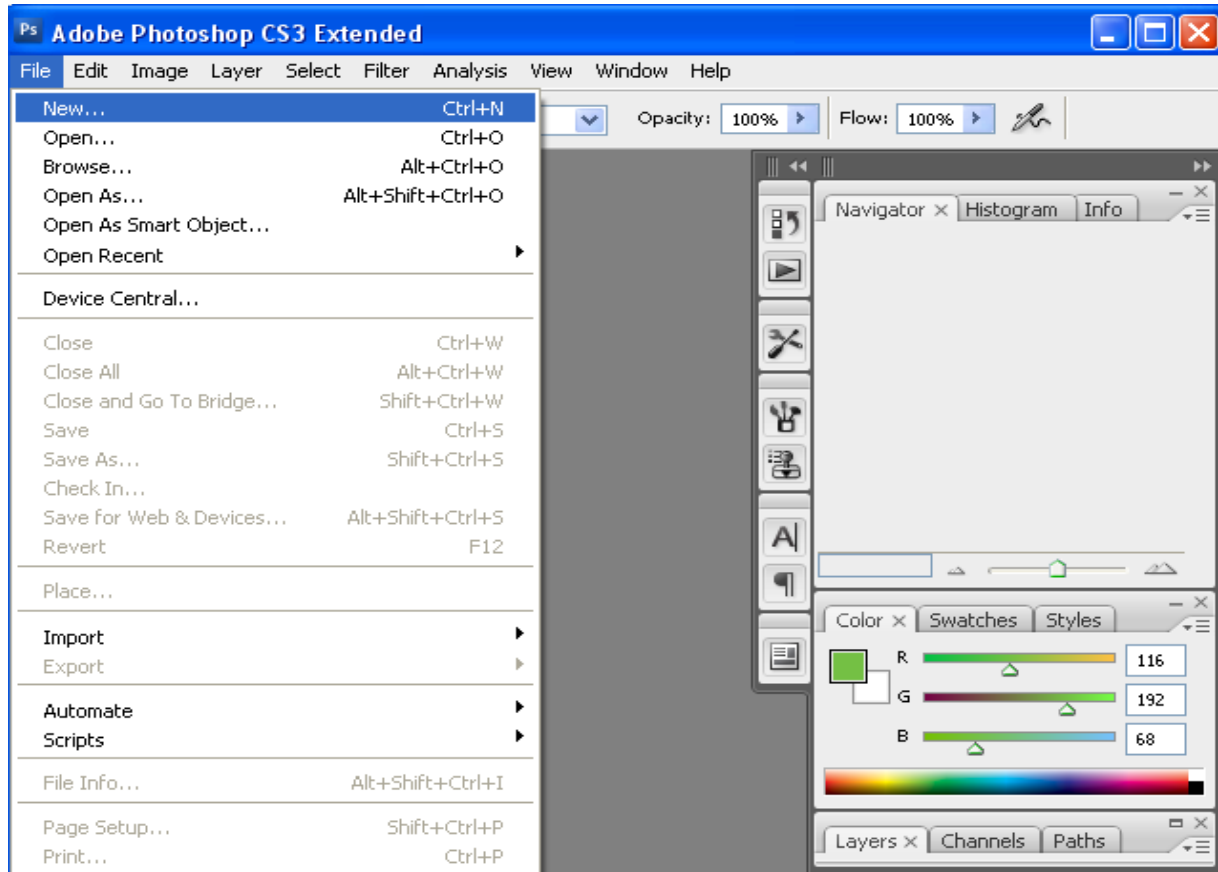 Ps Adobe Photoshop CS3 Extended
File Edit Image Layer Select Filter Analysis View Window Help
New... Ctrl+N
Open... Ctrl+O
Browse... Alt+Ctrl+O
Open As... Alt+Shift+Ctrl+O
Open As Smart Object...
Open Recent
Device Central...
Close Ctrl+W
Close All Alt+Ctrl+W
Close and Go To Bridge... Shift+Ctrl+W
Save Ctrl+S
Save As... Shift+Ctrl+S
Check In...
Save for Web & Devices... Alt+Shift+Ctrl+S
Revert F12
Place...
Import
Export
Automate
Scripts
File Info... Alt+Shift+Ctrl+I
Page Setup... Shift+Ctrl+P
Print... Ctrl+P
Opacity: 100% Flow: 100%
Navigator Histogram Info
A
Color Swatches Styles
R 116
G 192
B 68
Layers Channels Paths